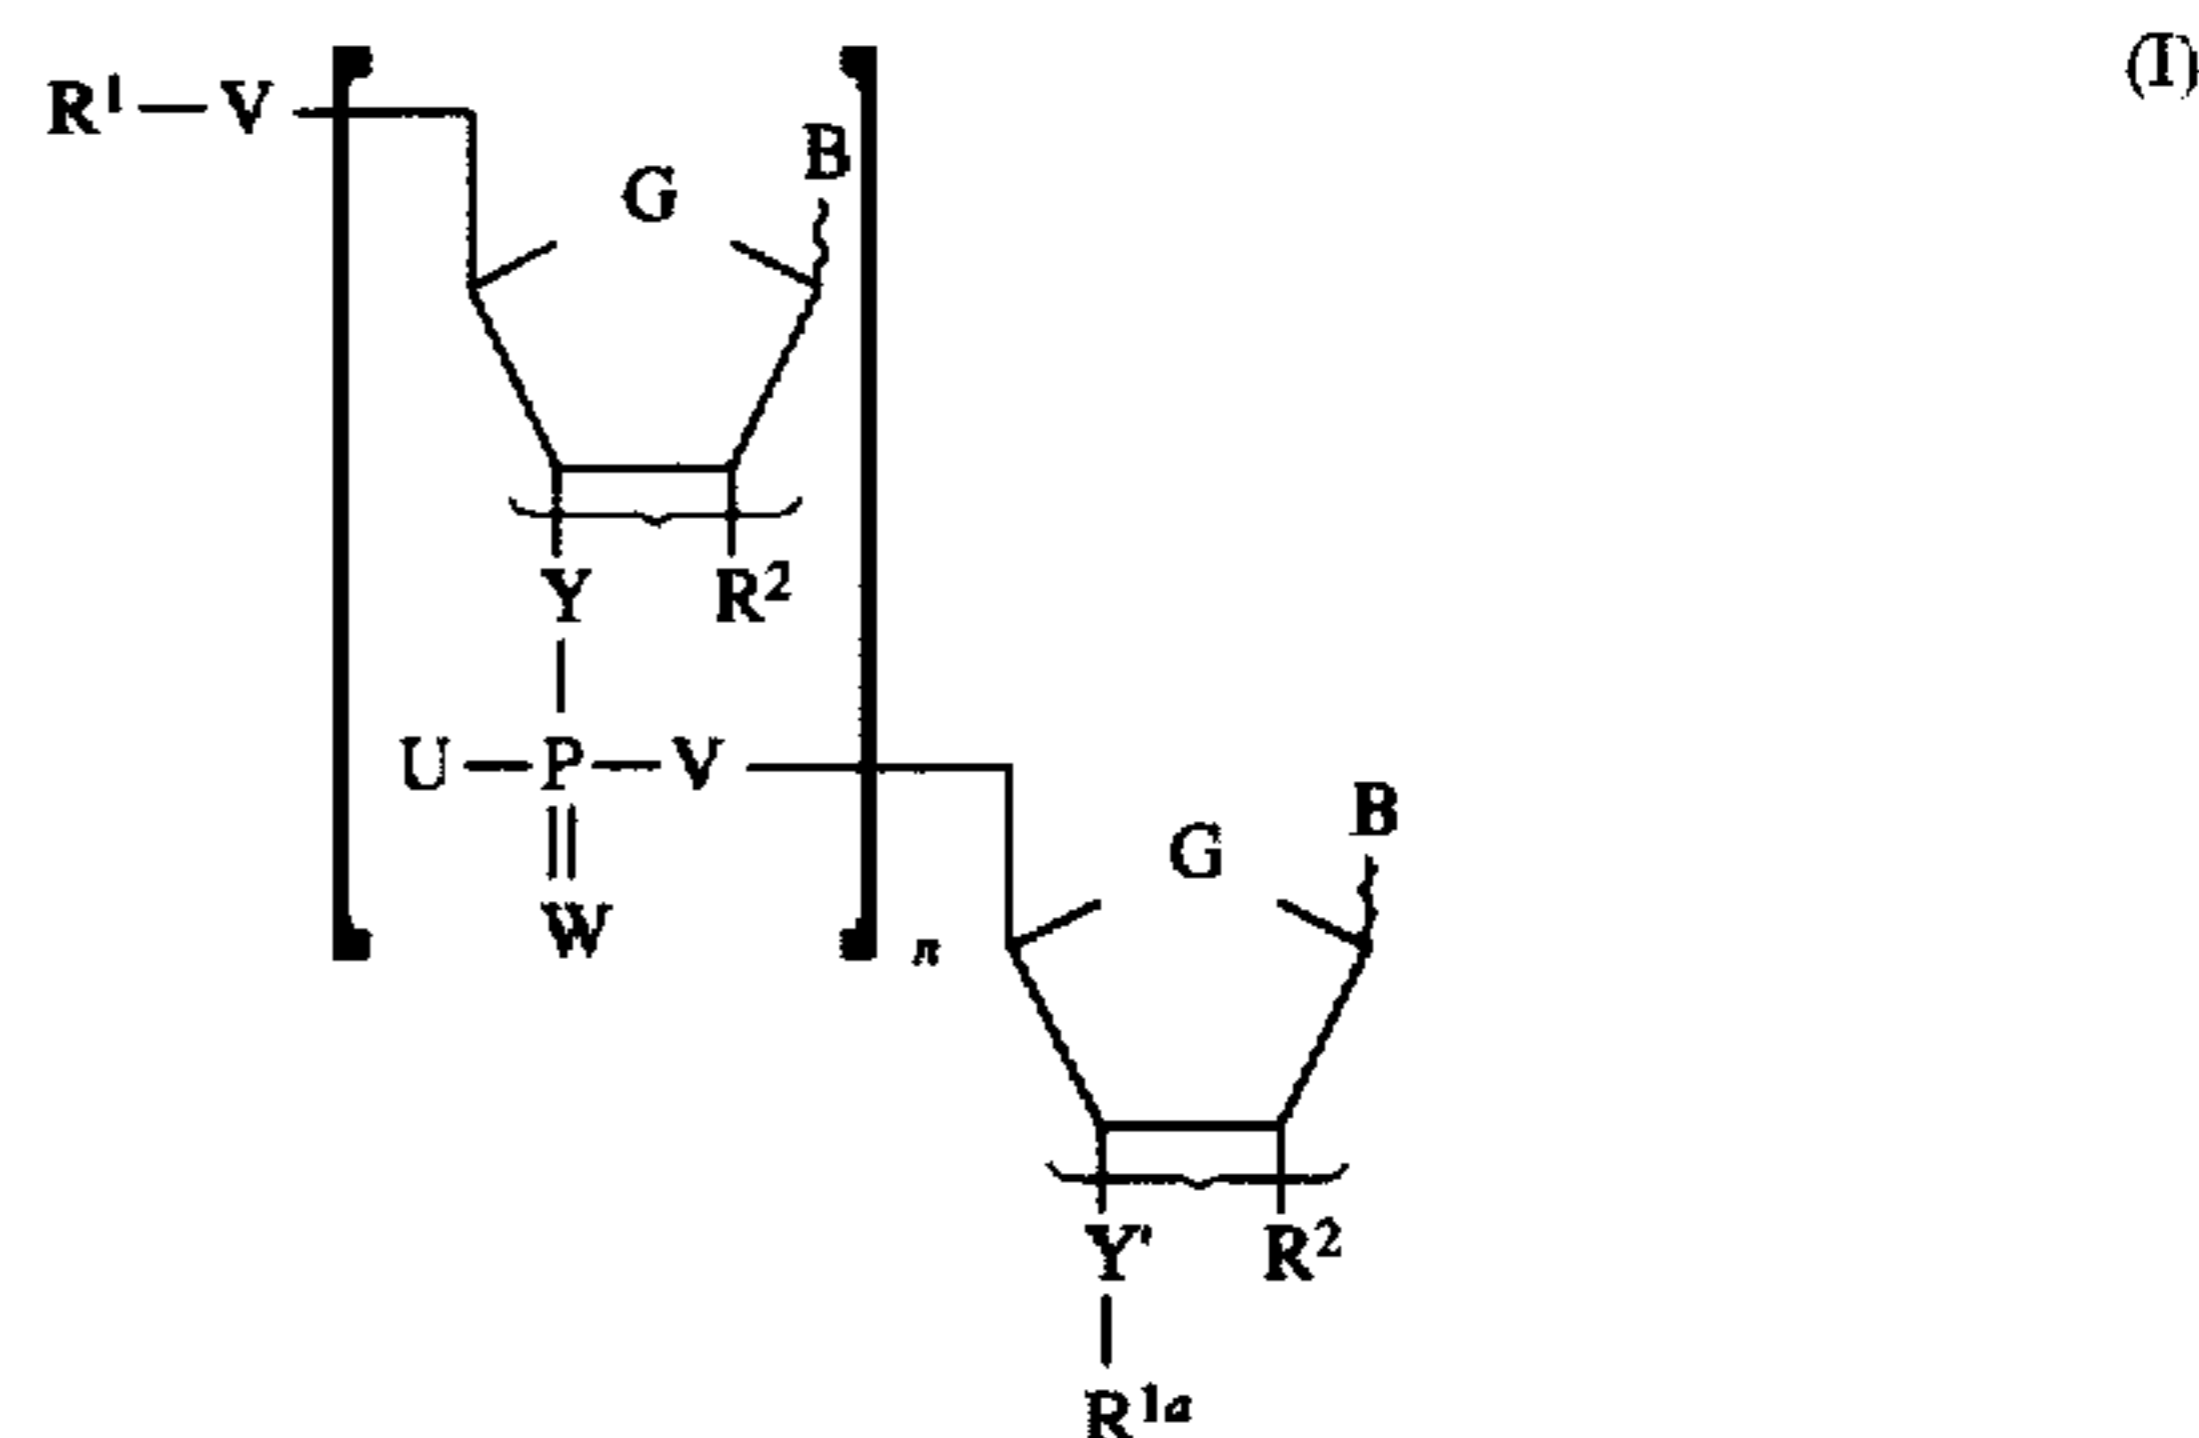 R¹ — V (I)
B
G
Y R²
U — P — V
W
n
B
G
Y' R²
R¹ᵃ